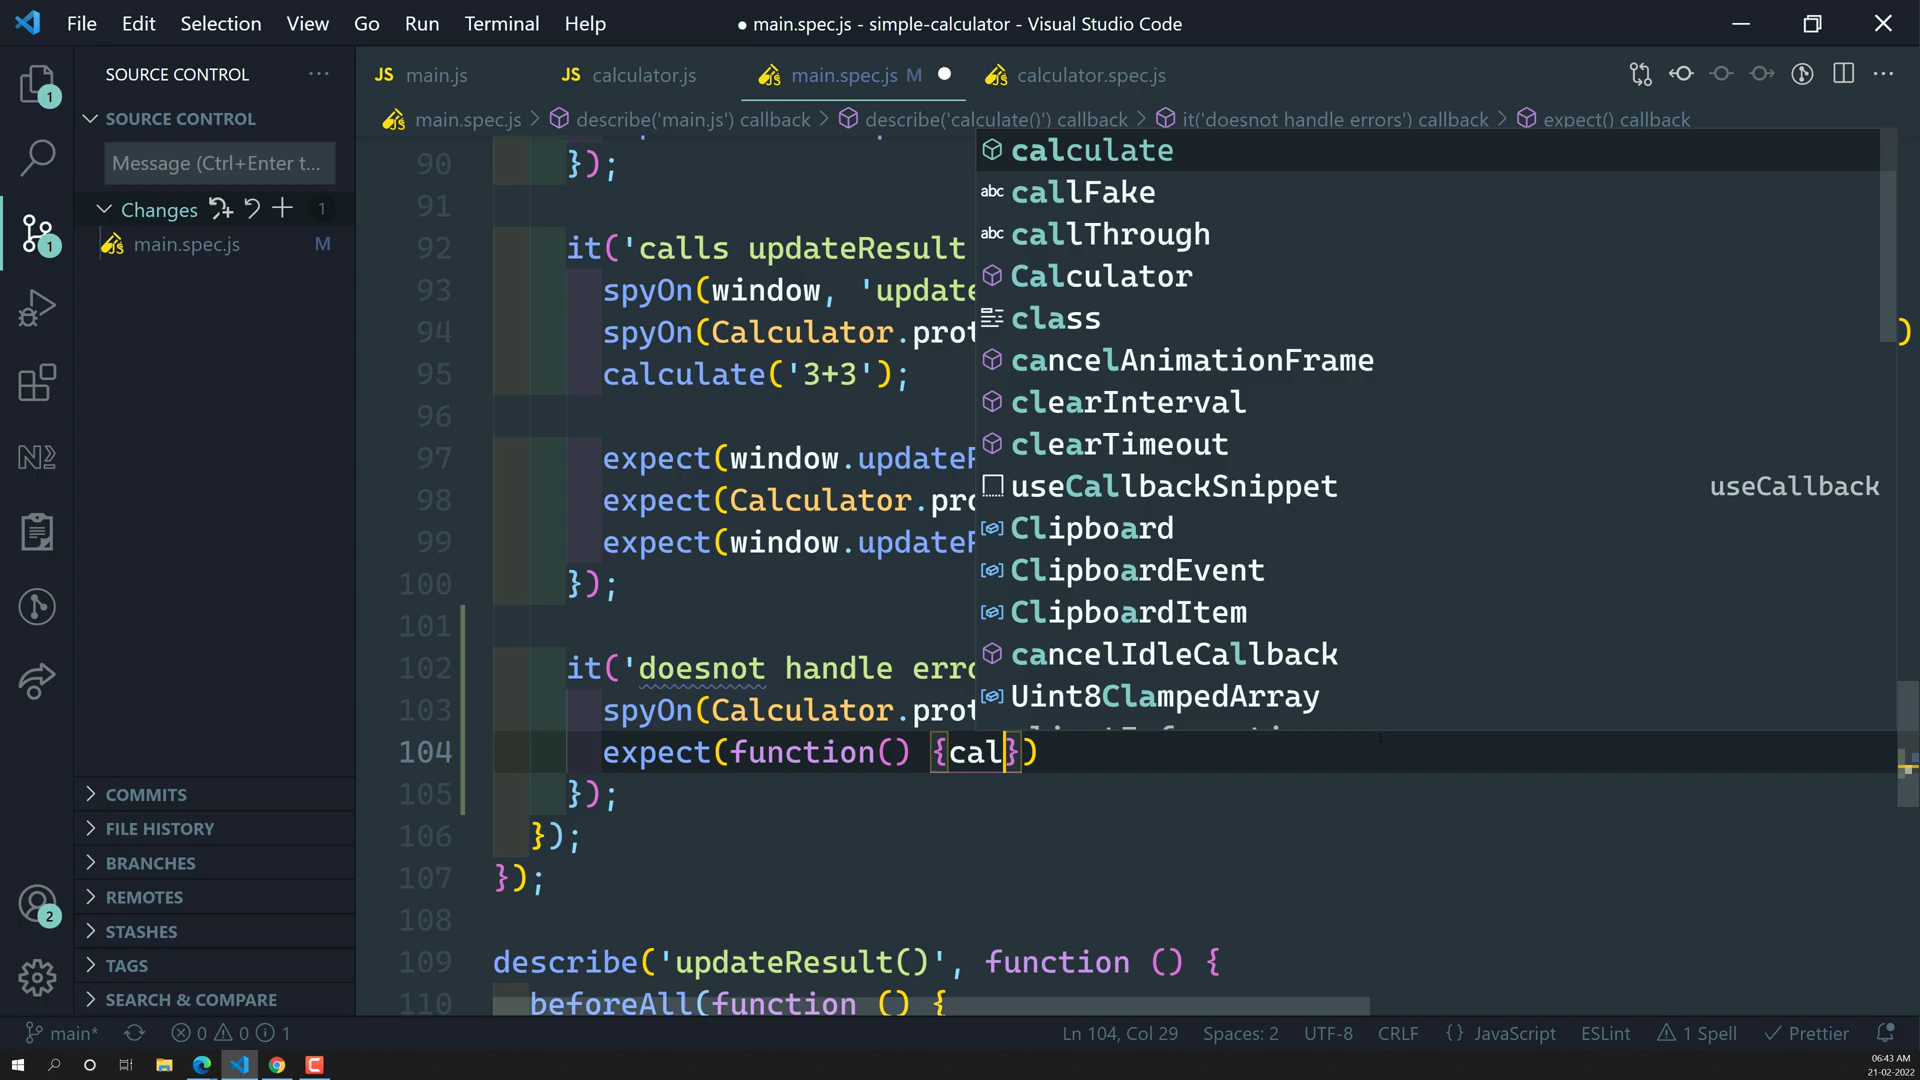 File Edit Selection View Go Run Terminal Help
● main.spec.js - simple-calculator - Visual Studio Code
SOURCE CONTROL ...
JS main.js
JS calculator.js
main.spec.js M
calculator.spec.js
SOURCE CONTROL
main.spec.js > describe('main.js') callback > describe('calculate()') callback > it('doesnot handle errors') callback > expect() callback
Message (Ctrl+Enter t...
Changes 1
main.spec.js M
COMMITS
FILE HISTORY
BRANCHES
REMOTES
STASHES
TAGS
SEARCH & COMPARE
1
1
2
90 });
91
92 it('calls updateResult
93 spyOn(window, 'update
94 spyOn(Calculator.prot )
95 calculate('3+3');
96
97 expect(window.update
98 expect(Calculator.pro
99 expect(window.update
100 });
101
102 it('doesnot handle erro
103 spyOn(Calculator.prot
104 expect(function() {cal})
105 });
106 });
107 });
108
109 describe('updateResult()', function () {
110 beforeAll(function () {
calculate
abc callFake
abc callThrough
Calculator
class
cancelAnimationFrame
clearInterval
clearTimeout
useCallbackSnippet useCallback
Clipboard
ClipboardEvent
ClipboardItem
cancelIdleCallback
Uint8ClampedArray
main* 0 0 1
Ln 104, Col 29 Spaces: 2 UTF-8 CRLF {} JavaScript ESLint 1 Spell Prettier
06:43 AM
21-02-2022